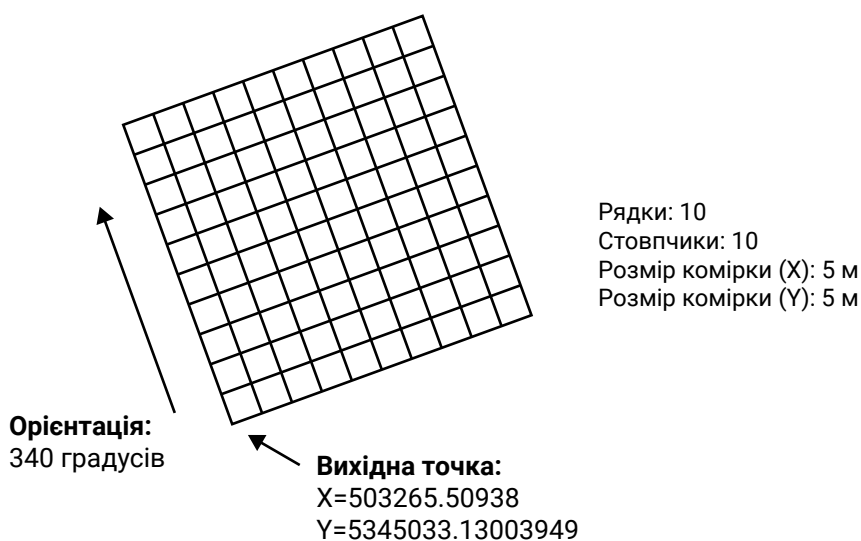 Рядки: 10
Стовпчики: 10
Розмір комірки (X): 5 м
Розмір комірки (Y): 5 м
Орієнтація:
340 градусів
Вихідна точка:
X=503265.50938
Y=5345033.13003949